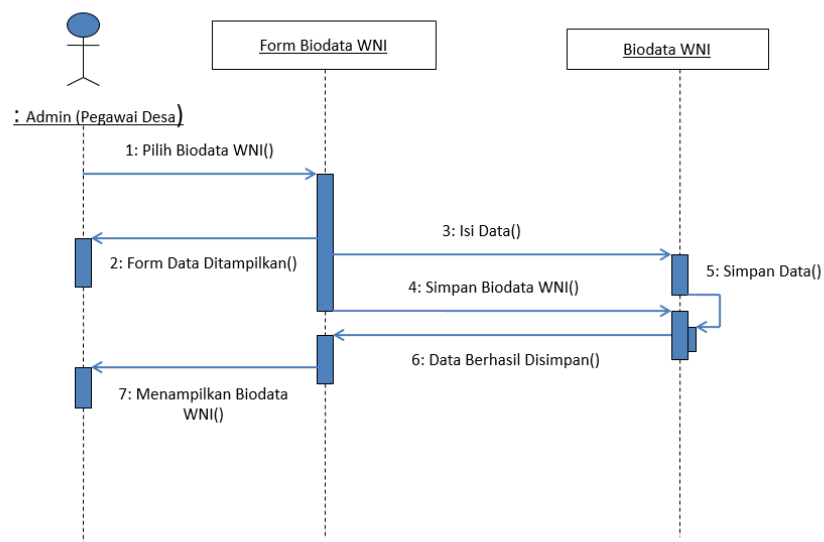 Form Biodata WNI
Biodata WNI
: Admin (Pegawai Desa)
1: Pilih Biodata WNI()
3: Isi Data()
2: Form Data Ditampilkan()
5: Simpan Data()
4: Simpan Biodata WNI()
6: Data Berhasil Disimpan()
7: Menampilkan Biodata
WNI()